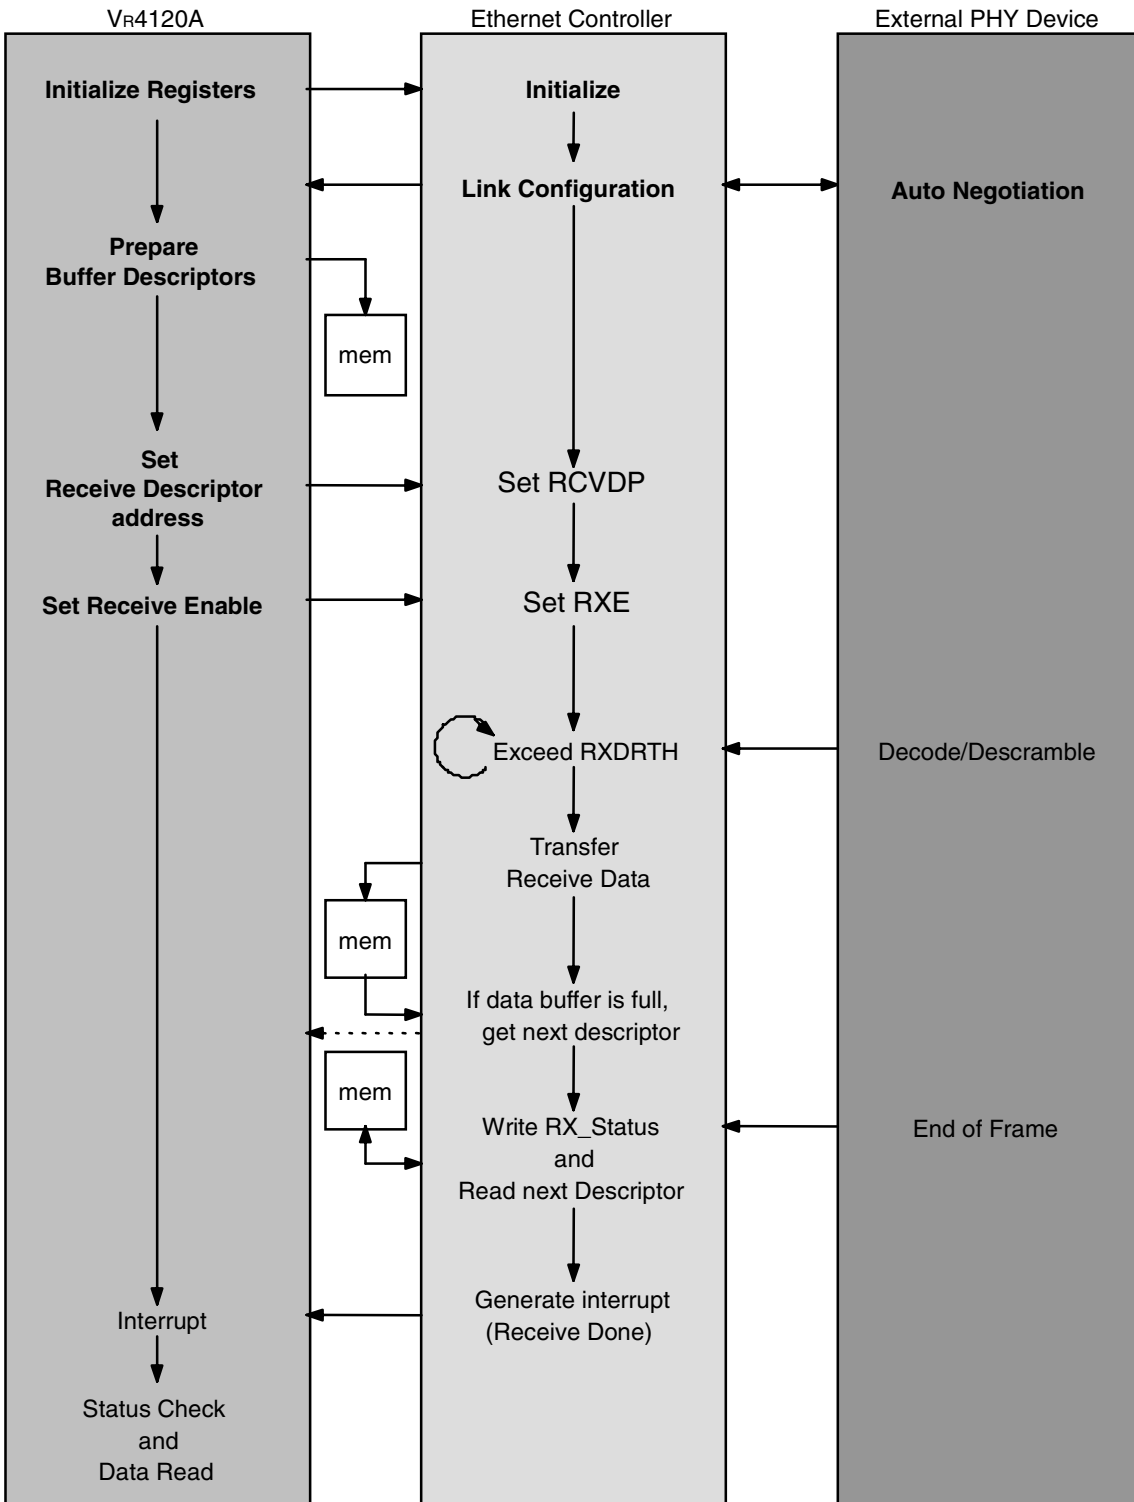 VR4120A
Ethernet Controller
External PHY Device
Initialize Registers
Initialize
Link Configuration
Auto Negotiation
Prepare
Buffer Descriptors
mem
Set
Receive Descriptor
address
Set RCVDP
Set Receive Enable
Set RXE
Exceed RXDRTH
Decode/Descramble
Transfer
Receive Data
mem
If data buffer is full,
get next descriptor
mem
Write RX_Status
and
Read next Descriptor
End of Frame
Generate interrupt
(Receive Done)
Interrupt
Status Check
and
Data Read